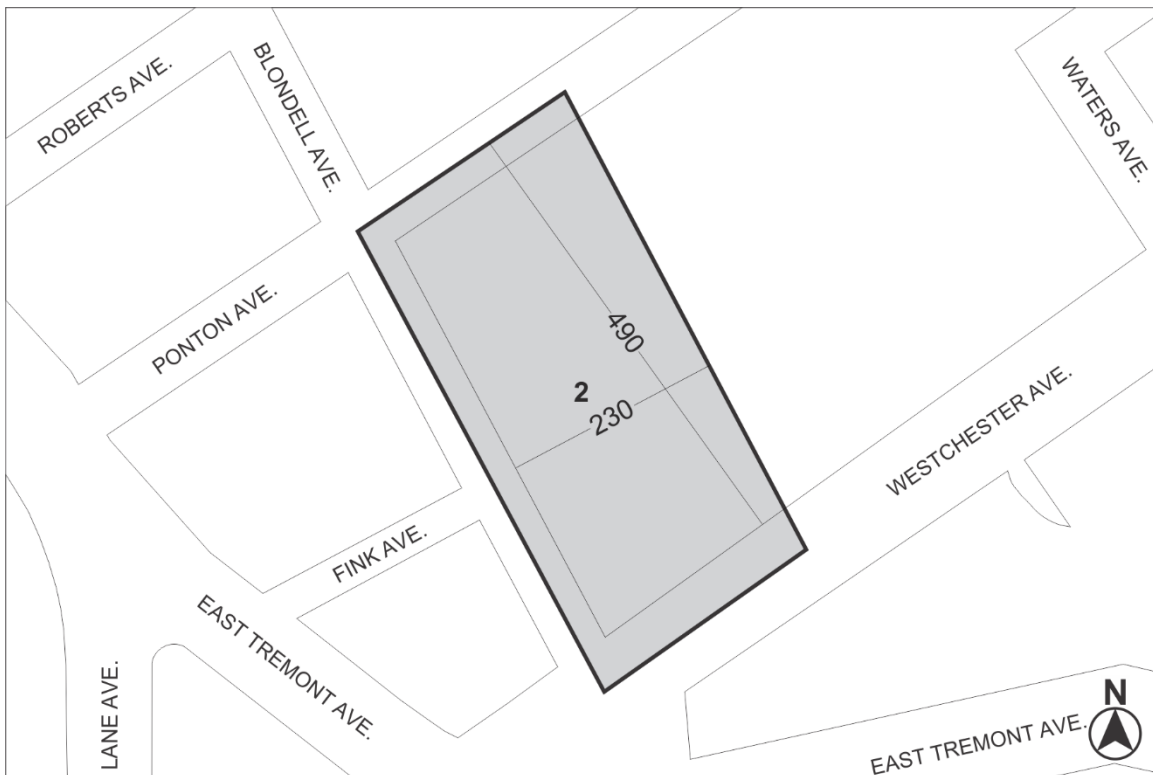 ROBERTS AVE.
BLONDELL AVE.
WATERS AVE.
PONTON AVE.
490
2
230
WESTCHESTER AVE.
FINK AVE.
EAST TREMONT AVE.
LANE AVE.
N
EAST TREMONT AVE.